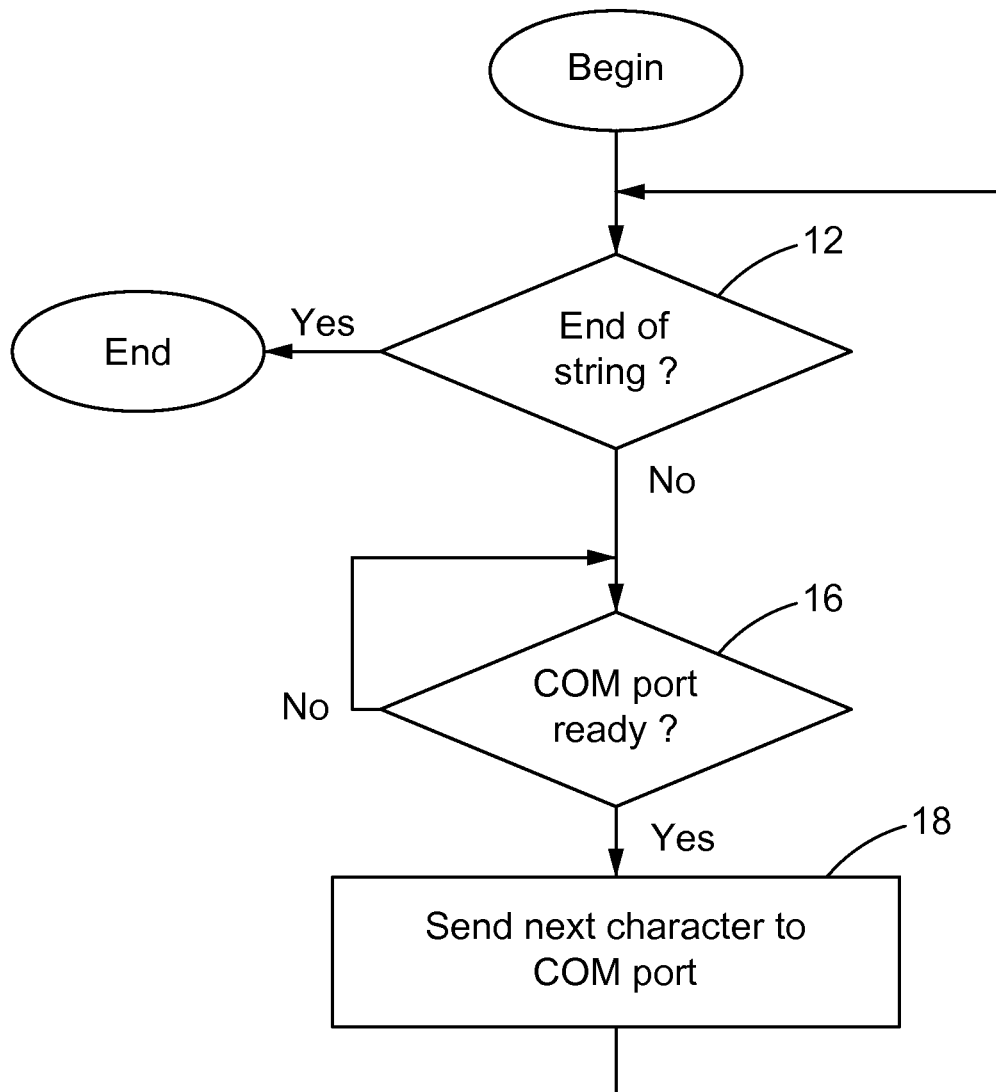 Begin
12
End of
string ?
Yes
End
No
16
COM port
ready ?
No
Yes
18
Send next character to
COM port